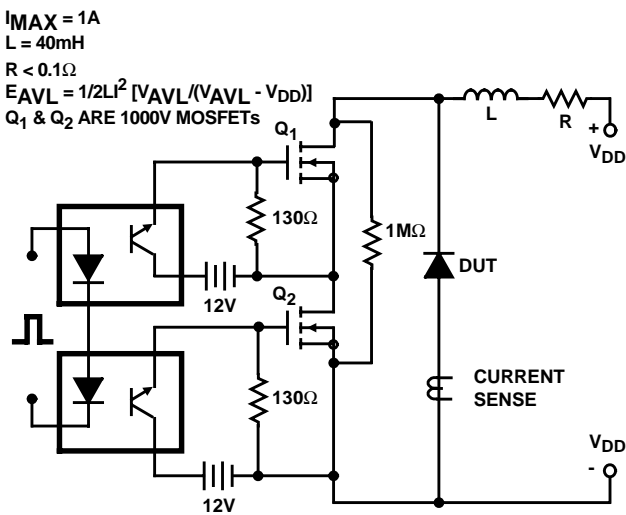 IMAX = 1A
L = 40mH
R < 0.1Ω
EAVL = 1/2LI² [VAVL/(VAVL - VDD)]
Q1 & Q2 ARE 1000V MOSFETs
Q1
L
R
+
VDD
130Ω
1MΩ
12V
DUT
Q2
130Ω
CURRENT
SENSE
VDD
-
12V